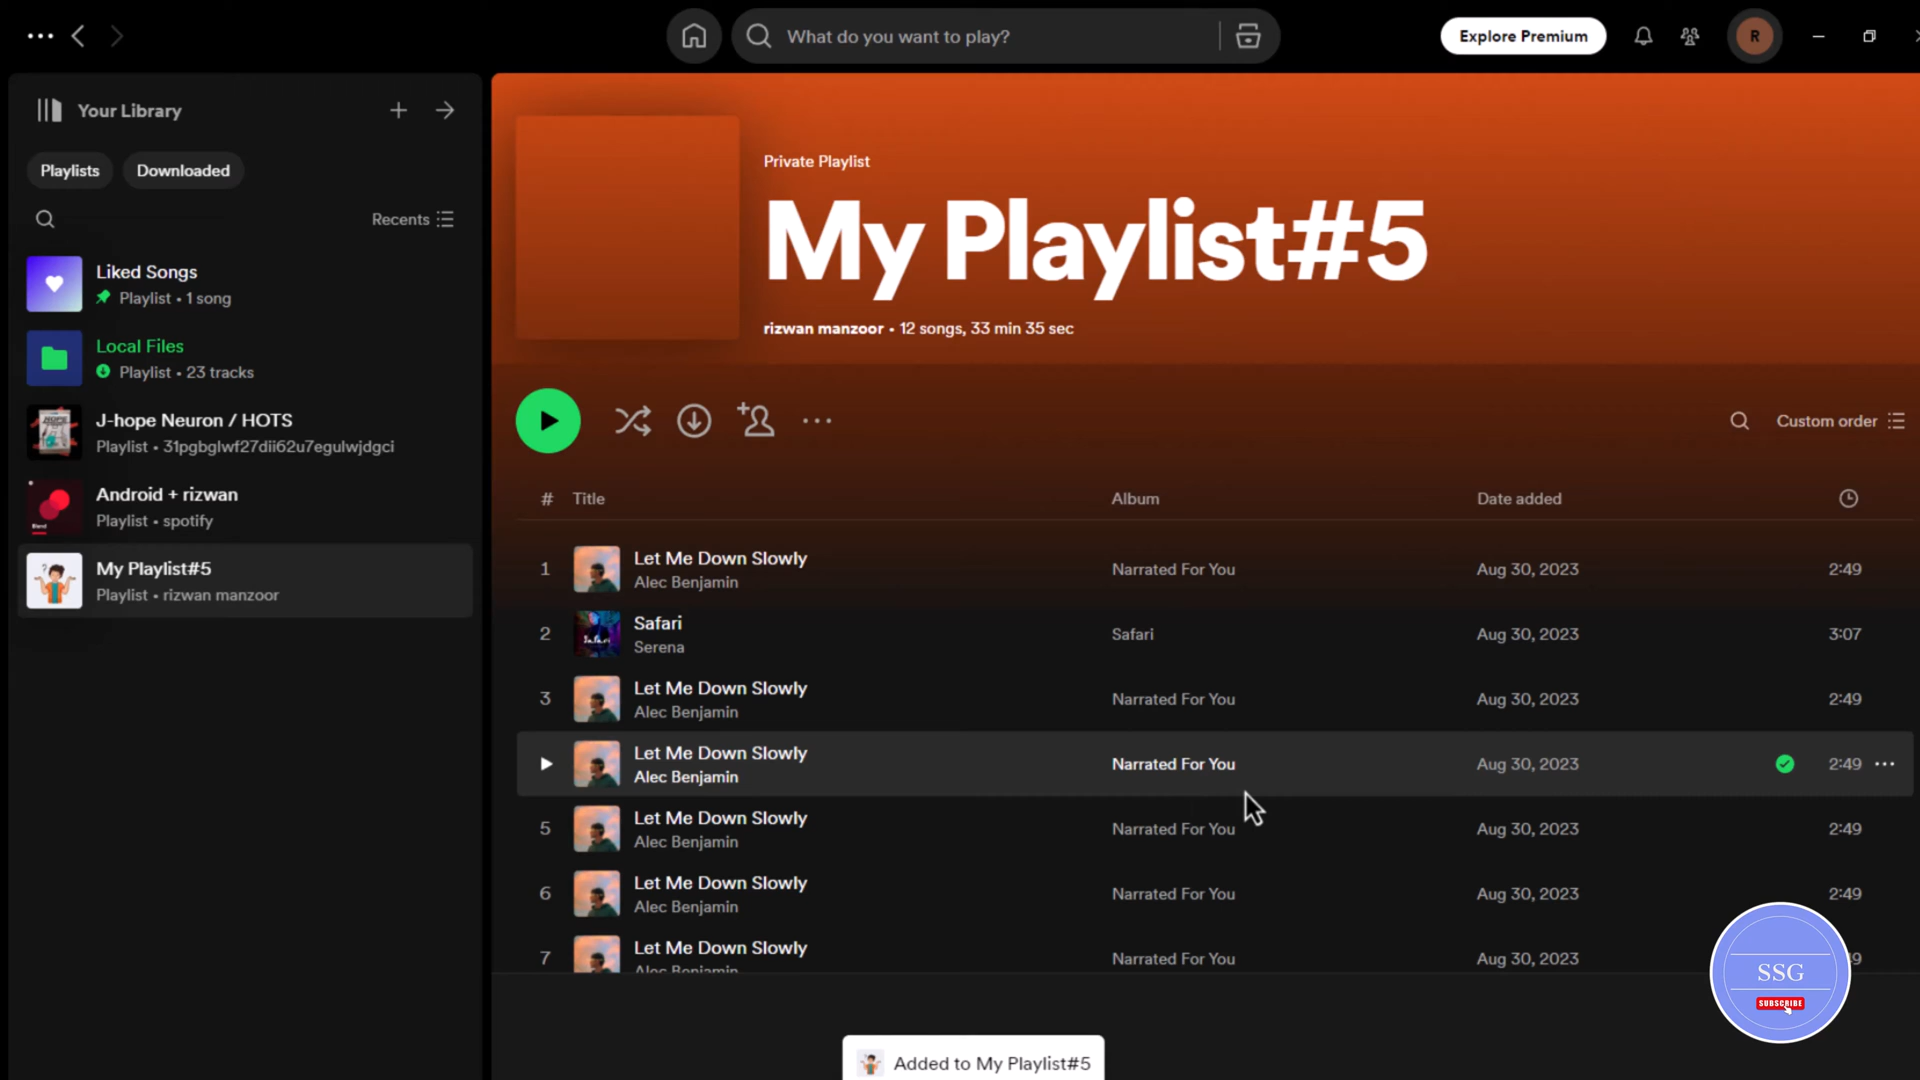 What do you want to play?
Explore Premium
R
Your Library
Playlists
Downloaded
Recents
Liked Songs
Playlist • 1 song
Local Files
Playlist • 23 tracks
J-hope Neuron / HOTS
Playlist • 31pgbglwf27dii62u7egulwjdgci
Android + rizwan
Playlist • spotify
Blend
My Playlist#5
Playlist • rizwan manzoor
Private Playlist
My Playlist#5
rizwan manzoor • 12 songs, 33 min 35 sec
Custom order
# Title Album Date added
1 Let Me Down Slowly Alec Benjamin Narrated For You Aug 30, 2023 2:49
2 Safari Serena Safari Aug 30, 2023 3:07
3 Let Me Down Slowly Alec Benjamin Narrated For You Aug 30, 2023 2:49
Let Me Down Slowly Alec Benjamin Narrated For You Aug 30, 2023 2:49
5 Let Me Down Slowly Alec Benjamin Narrated For You Aug 30, 2023 2:49
6 Let Me Down Slowly Alec Benjamin Narrated For You Aug 30, 2023 2:49
7 Let Me Down Slowly Alec Benjamin Narrated For You Aug 30, 2023
SSG
SUBSCRIBE
Added to My Playlist#5